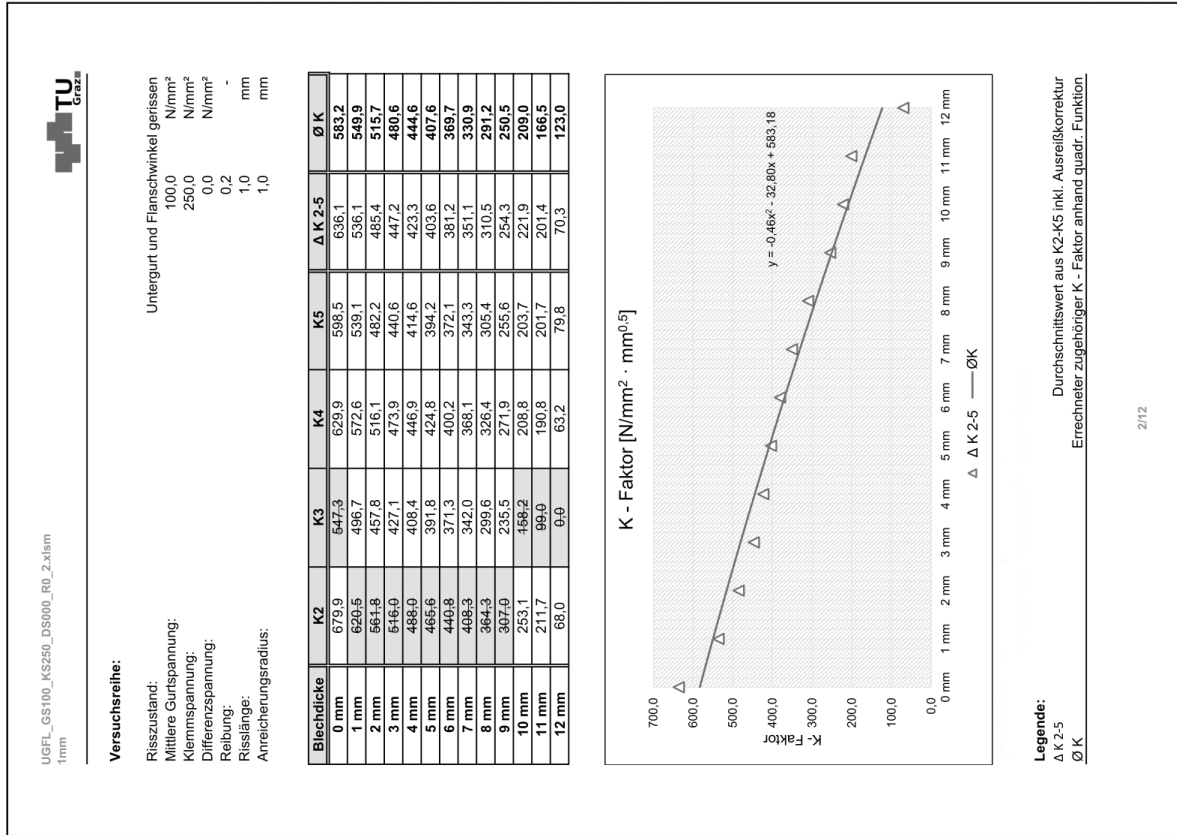 UGFL_GS100_KS250_DS000_R0_2.xlsm
1mm
TU
Graz
Versuchsreihe:
Risszustand: Untergurt und Flanschwinkel gerissen
Mittlere Gurtspannung: 100,0 N/mm²
Klemmspannung: 250,0 N/mm²
Differenzspannung: 0,0 N/mm²
Reibung: 0,2 -
Risslänge: 1,0 mm
Anreicherungsradius: 1,0 mm
Blechdicke K2 K3 K4 K5 Δ K 2-5 Ø K
0 mm 679,9 547,3 629,9 598,5 636,1 583,2
1 mm 620,5 496,7 572,6 539,1 536,1 549,9
2 mm 561,8 457,8 516,1 482,2 485,4 515,7
3 mm 516,0 427,1 473,9 440,6 447,2 480,6
4 mm 488,0 408,4 446,9 414,6 423,3 444,6
5 mm 465,6 391,8 424,8 394,2 403,6 407,6
6 mm 440,8 371,3 400,2 372,1 381,2 369,7
7 mm 408,3 342,0 368,1 343,3 351,1 330,9
8 mm 364,3 299,6 326,4 305,4 310,5 291,2
9 mm 307,0 235,5 271,9 255,6 254,3 250,5
10 mm 253,1 158,2 208,8 203,7 221,9 209,0
11 mm 211,7 99,0 190,8 201,7 201,4 166,5
12 mm 68,0 0,0 63,2 79,8 70,3 123,0
K - Faktor [N/mm² · mm^0,5]
700,0
600,0
500,0
400,0
300,0
200,0
100,0
0,0
K- Faktor
y = -0,46x² - 32,80x + 583,18
0 mm 1 mm 2 mm 3 mm 4 mm 5 mm 6 mm 7 mm 8 mm 9 mm 10 mm 11 mm 12 mm
Δ K 2-5 ØK
Legende:
Δ K 2-5 Durchschnittswert aus K2-K5 inkl. Ausreißkorrektur
Ø K Errechneter zugehöriger K - Faktor anhand quadr. Funktion
2/12